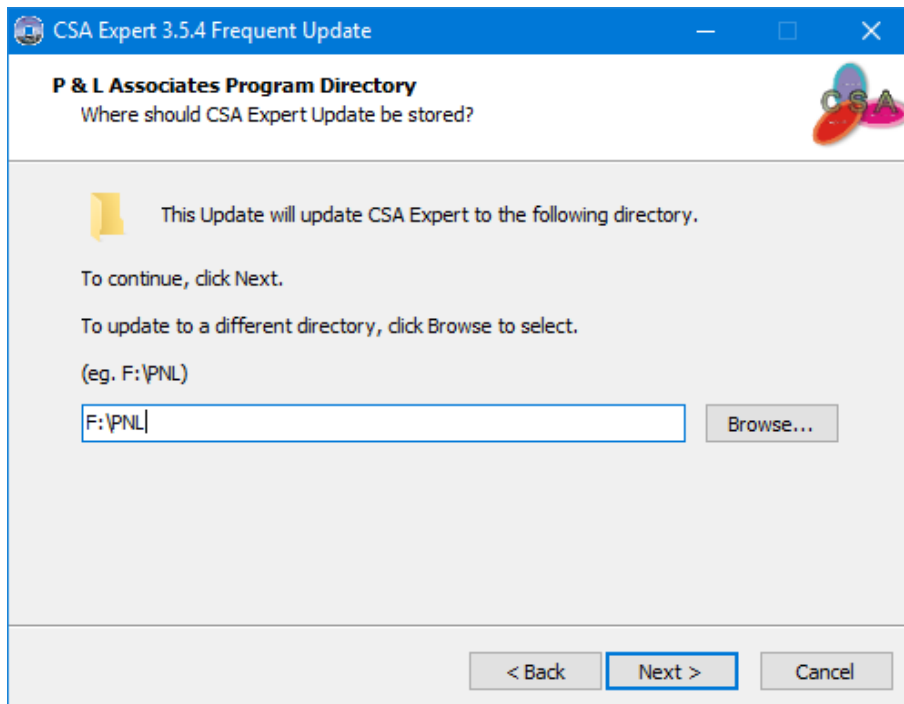 CSA Expert 3.5.4 Frequent Update
P & L Associates Program Directory
Where should CSA Expert Update be stored?
CSA
This Update will update CSA Expert to the following directory.
To continue, click Next.
To update to a different directory, click Browse to select.
(eg. F:\PNL)
F:\PNL
Browse...
< Back
Next >
Cancel